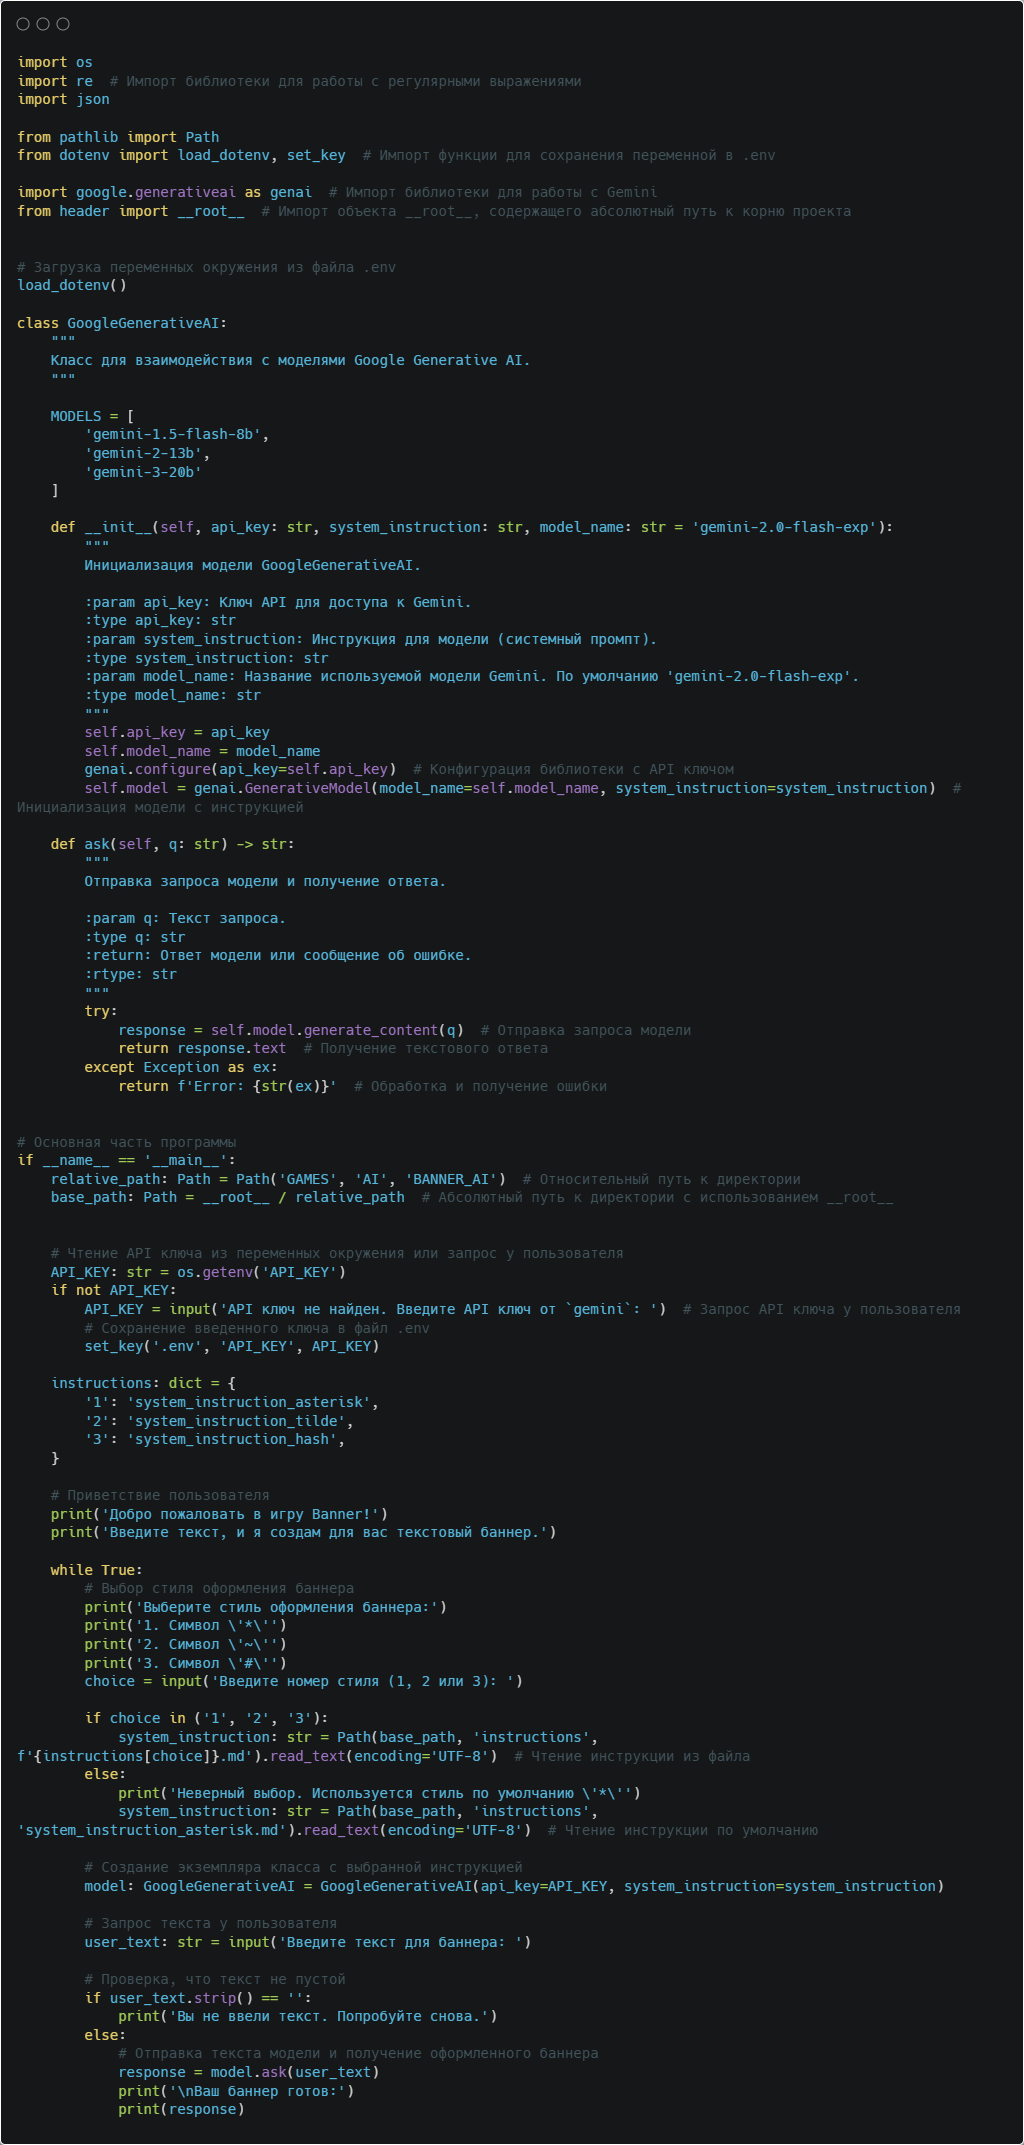 import os
import re  # Импорт библиотеки для работы с регулярными выражениями
import json

from pathlib import Path
from dotenv import load_dotenv, set_key  # Импорт функции для сохранения переменной в .env

import google.generativeai as genai  # Импорт библиотеки для работы с Gemini
from header import __root__  # Импорт объекта __root__, содержащего абсолютный путь к корню проекта


# Загрузка переменных окружения из файла .env
load_dotenv()

class GoogleGenerativeAI:
    """
    Класс для взаимодействия с моделями Google Generative AI.
    """

    MODELS = [
        'gemini-1.5-flash-8b',
        'gemini-2-13b',
        'gemini-3-20b'
    ]

    def __init__(self, api_key: str, system_instruction: str, model_name: str = 'gemini-2.0-flash-exp'):
        """
        Инициализация модели GoogleGenerativeAI.

        :param api_key: Ключ API для доступа к Gemini.
        :type api_key: str
        :param system_instruction: Инструкция для модели (системный промпт).
        :type system_instruction: str
        :param model_name: Название используемой модели Gemini. По умолчанию 'gemini-2.0-flash-exp'.
        :type model_name: str
        """
        self.api_key = api_key
        self.model_name = model_name
        genai.configure(api_key=self.api_key)  # Конфигурация библиотеки с API ключом
        self.model = genai.GenerativeModel(model_name=self.model_name, system_instruction=system_instruction)  #
Инициализация модели с инструкцией

    def ask(self, q: str) -> str:
        """
        Отправка запроса модели и получение ответа.

        :param q: Текст запроса.
        :type q: str
        :return: Ответ модели или сообщение об ошибке.
        :rtype: str
        """
        try:
            response = self.model.generate_content(q)  # Отправка запроса модели
            return response.text  # Получение текстового ответа
        except Exception as ex:
            return f'Error: {str(ex)}'  # Обработка и получение ошибки


# Основная часть программы
if __name__ == '__main__':
    relative_path: Path = Path('GAMES', 'AI', 'BANNER_AI')  # Относительный путь к директории
    base_path: Path = __root__ / relative_path  # Абсолютный путь к директории с использованием __root__


    # Чтение API ключа из переменных окружения или запрос у пользователя
    API_KEY: str = os.getenv('API_KEY')
    if not API_KEY:
        API_KEY = input('API ключ не найден. Введите API ключ от `gemini`: ')  # Запрос API ключа у пользователя
        # Сохранение введенного ключа в файл .env
        set_key('.env', 'API_KEY', API_KEY)

    instructions: dict = {
        '1': 'system_instruction_asterisk',
        '2': 'system_instruction_tilde',
        '3': 'system_instruction_hash',
    }

    # Приветствие пользователя
    print('Добро пожаловать в игру Banner!')
    print('Введите текст, и я создам для вас текстовый баннер.')

    while True:
        # Выбор стиля оформления баннера
        print('Выберите стиль оформления баннера:')
        print('1. Символ \'*\'')
        print('2. Символ \'~\'')
        print('3. Символ \'#\'')
        choice = input('Введите номер стиля (1, 2 или 3): ')

        if choice in ('1', '2', '3'):
            system_instruction: str = Path(base_path, 'instructions',
f'{instructions[choice]}.md').read_text(encoding='UTF-8')  # Чтение инструкции из файла
        else:
            print('Неверный выбор. Используется стиль по умолчанию \'*\'')
            system_instruction: str = Path(base_path, 'instructions',
'system_instruction_asterisk.md').read_text(encoding='UTF-8')  # Чтение инструкции по умолчанию

        # Создание экземпляра класса с выбранной инструкцией
        model: GoogleGenerativeAI = GoogleGenerativeAI(api_key=API_KEY, system_instruction=system_instruction)

        # Запрос текста у пользователя
        user_text: str = input('Введите текст для баннера: ')

        # Проверка, что текст не пустой
        if user_text.strip() == '':
            print('Вы не ввели текст. Попробуйте снова.')
        else:
            # Отправка текста модели и получение оформленного баннера
            response = model.ask(user_text)
            print('\nВаш баннер готов:')
            print(response)